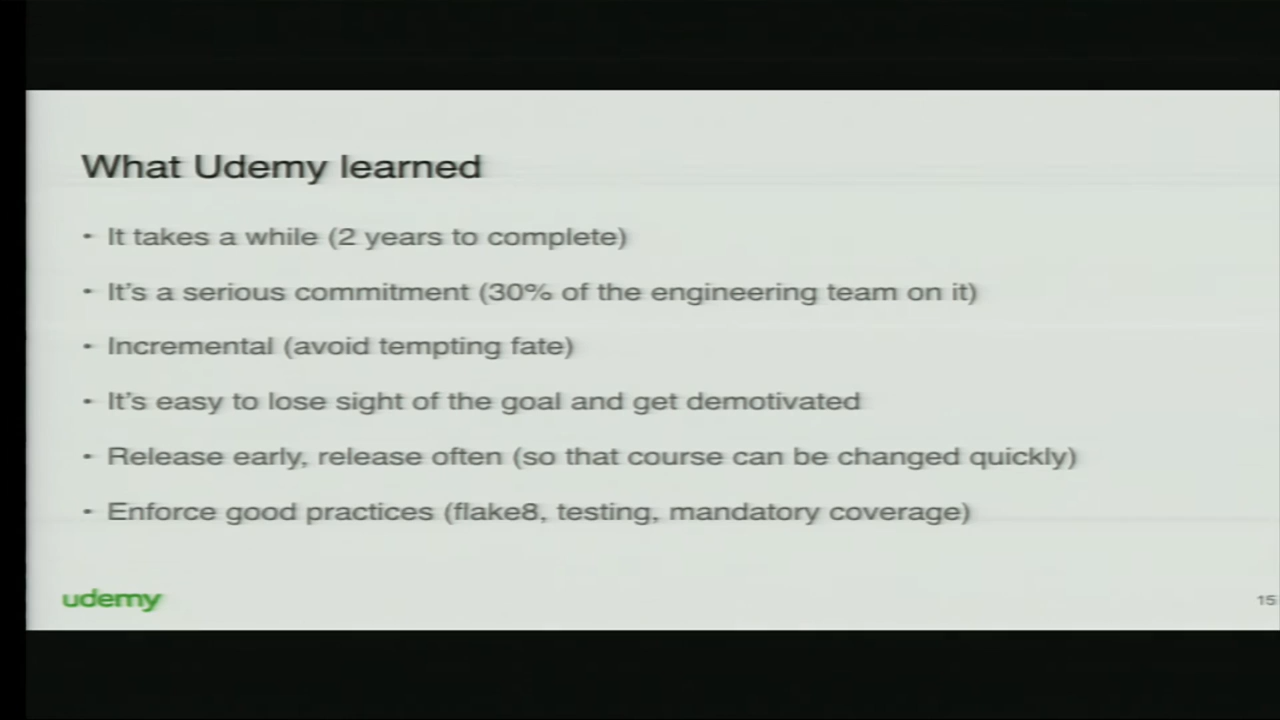 What Udemy learned
• It takes a while (2 years to complete)
• It's a serious commitment (30% of the engineering team on it)
• Incremental (avoid tempting fate)
• It's easy to lose sight of the goal and get demotivated
• Release early, release often (so that course can be changed quickly)
• Enforce good practices (flake8, testing, mandatory coverage)
udemy
15